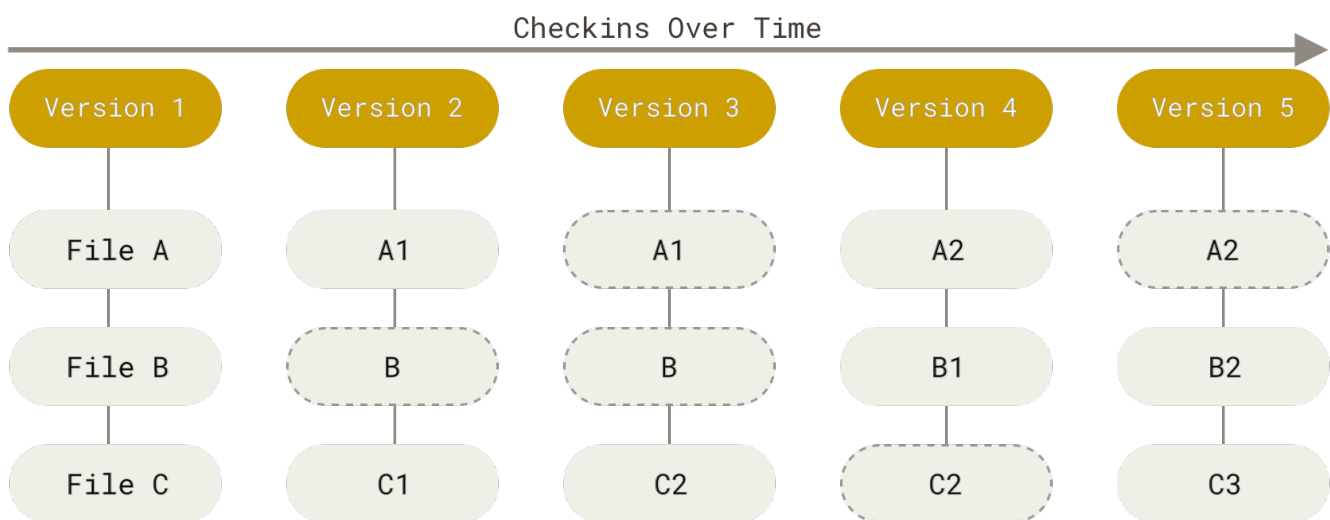 Checkins Over Time
Version 1 Version 2 Version 3 Version 4 Version 5
File A A1 A1 A2 A2
File B B B B1 B2
File C C1 C2 C2 C3